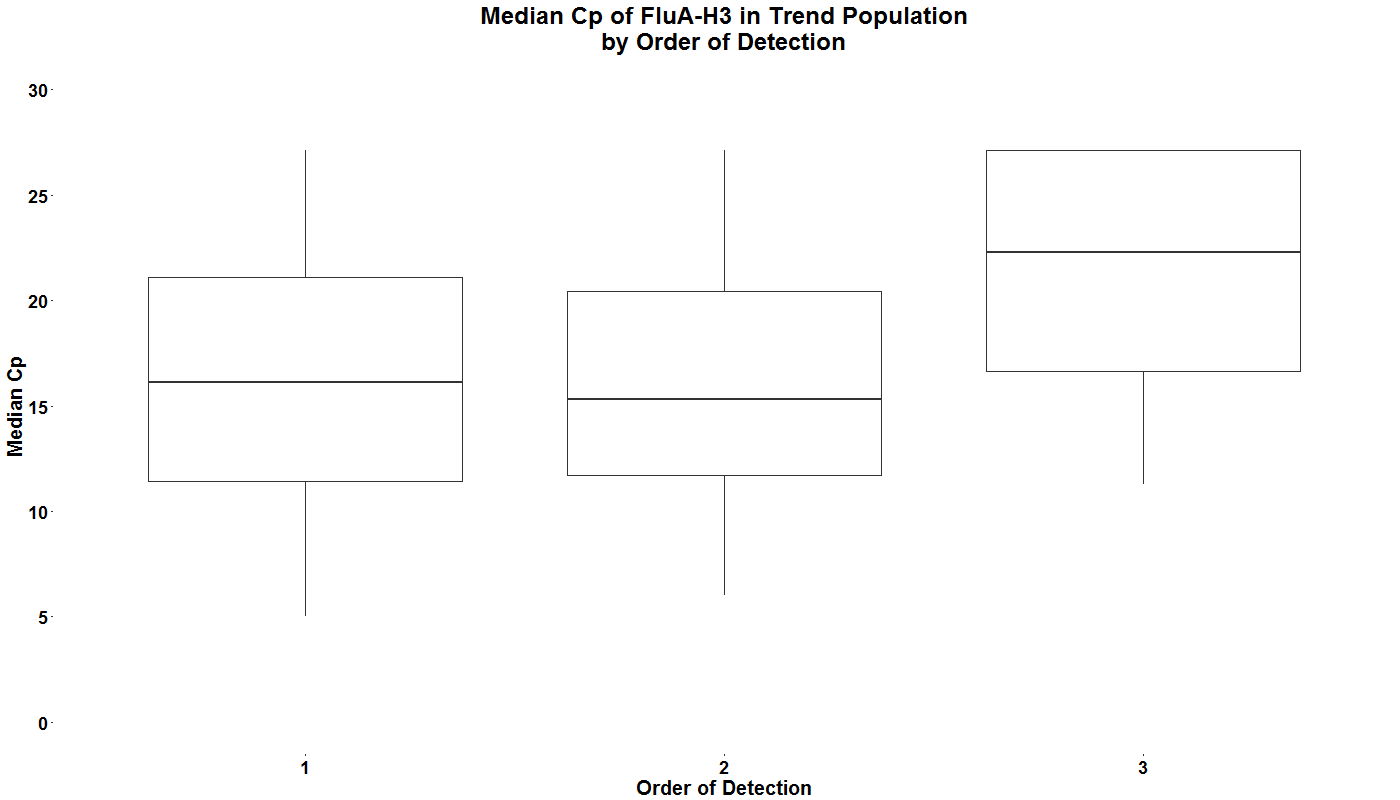 Median Cp of FluA-H3 in Trend Population
by Order of Detection
30
25
20
15
10
5
0
Median Cp
1
2
3
Order of Detection